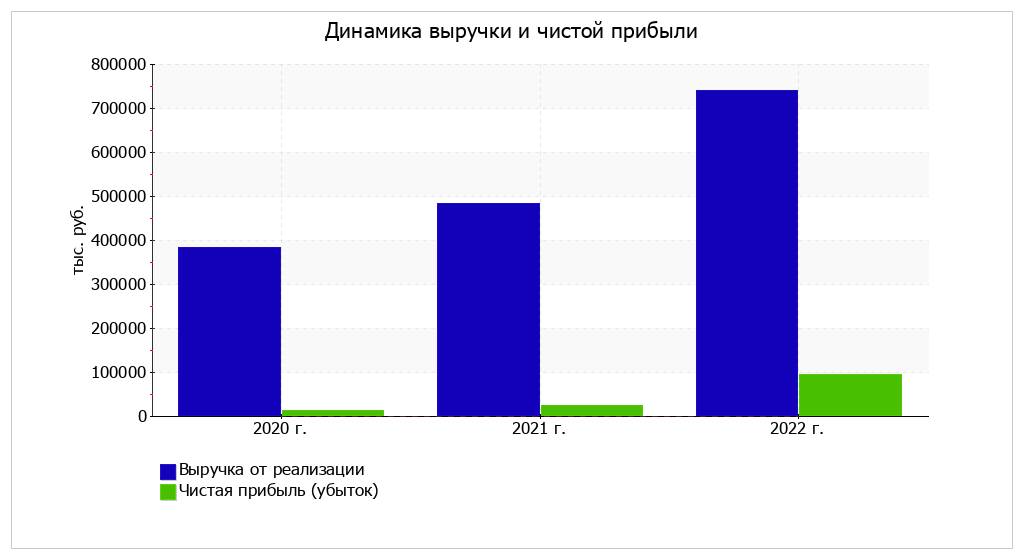 Динамика выручки и чистой прибыли
800000
700000
600000
500000
400000
300000
200000
100000
0
тыс. руб.
2020 г.
2021 г.
2022 г.
Выручка от реализации
Чистая прибыль (убыток)